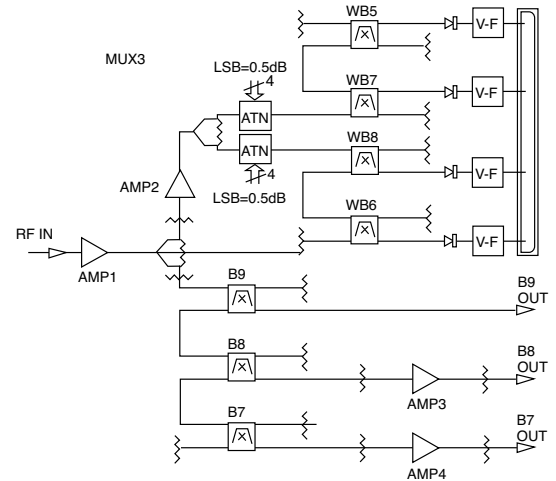 MUX3
WB5
V-F
LSB=0.5dB
4
WB7
V-F
ATN
WB8
ATN
V-F
AMP2
4
LSB=0.5dB
WB6
V-F
RF IN
AMP1
B9
B9
OUT
B8
B8
OUT
AMP3
B7
B7
OUT
AMP4